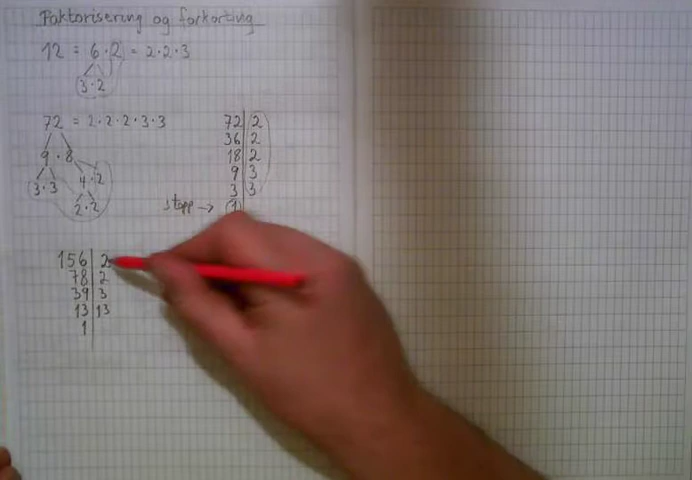 Faktorisering og forkorting
12 = 6 · 2 = 2 · 2 · 3
3 · 2
72 = 2 · 2 · 2 · 3 · 3
9 · 8
3 · 3 4 · 2
2 · 2
72 2
36 2
18 2
9 3
3 3
stopp → 1
156 2
78 2
39 3
13 13
1